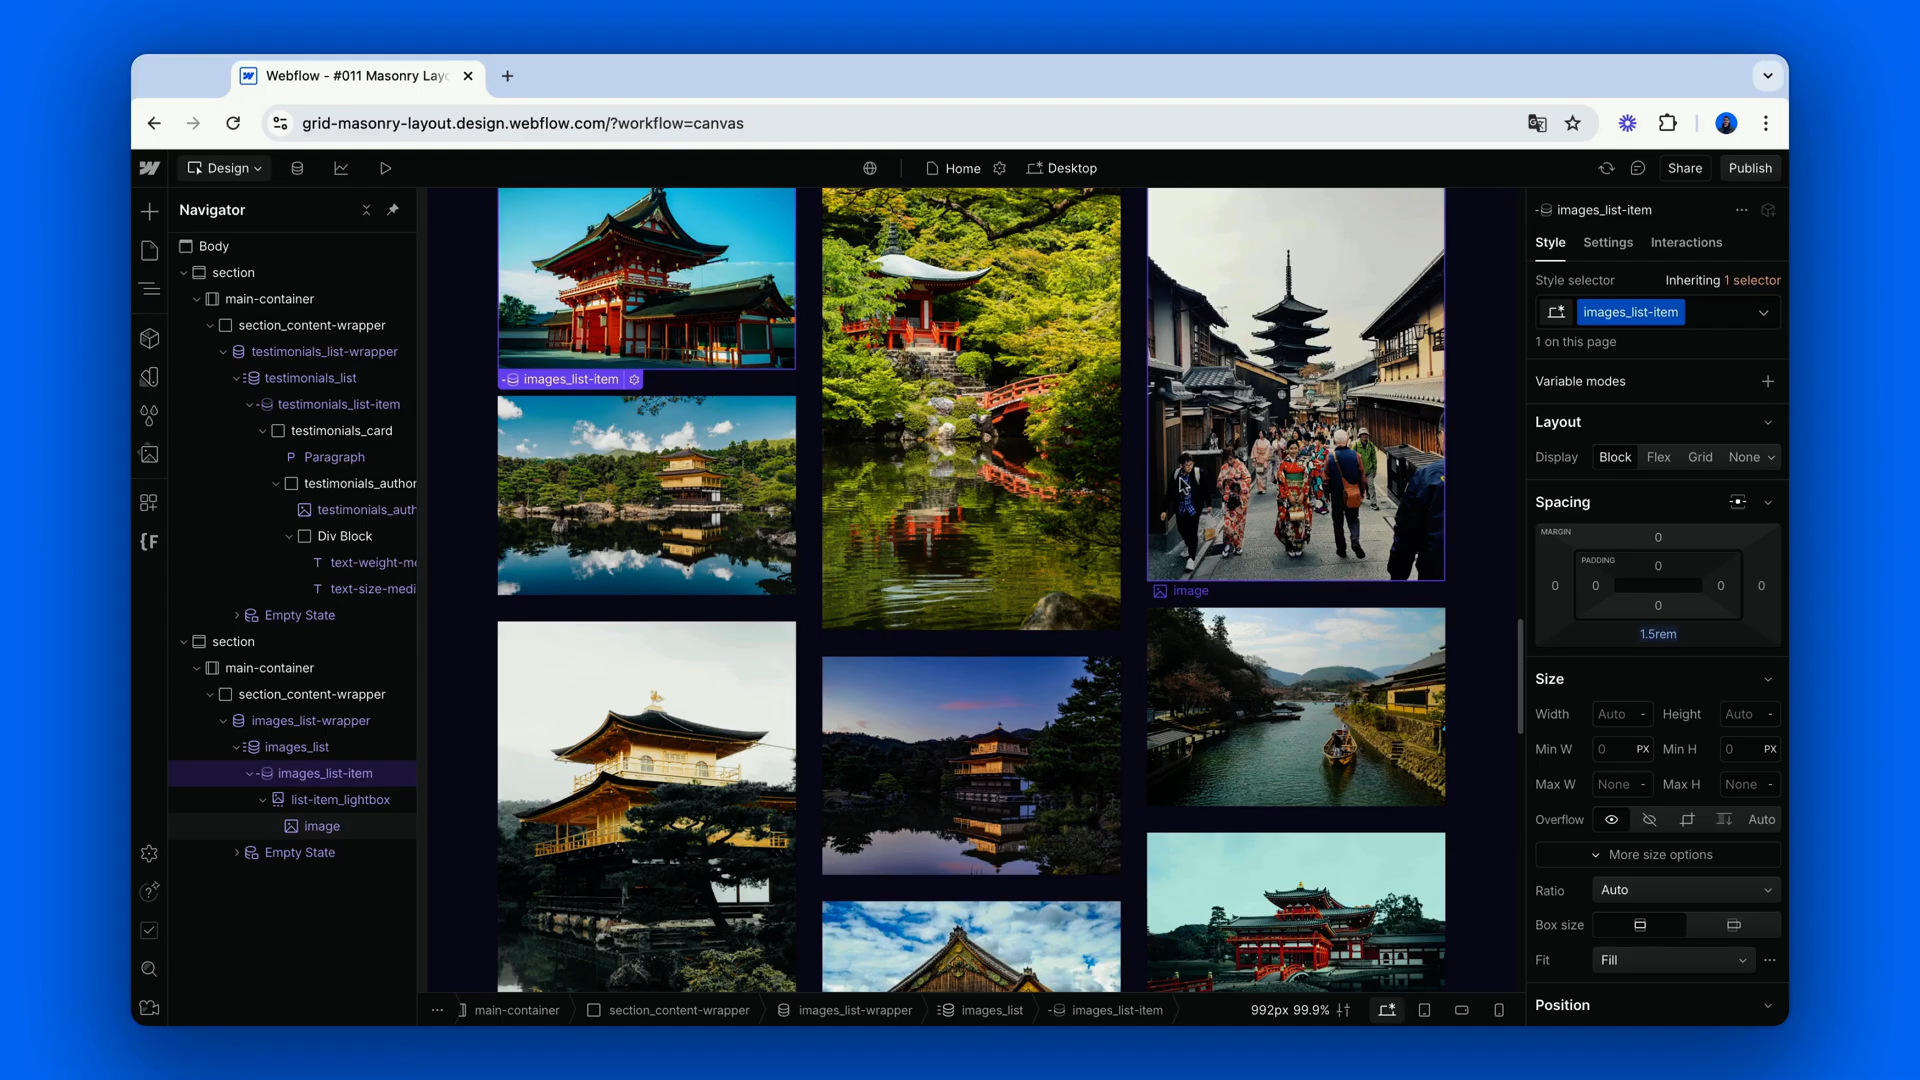 Webflow - #011 Masonry Layo
grid-masonry-layout.design.webflow.com/?workflow=canvas
Design
Home
Desktop
Share
Publish
Navigator
Body
section
main-container
section_content-wrapper
testimonials_list-wrapper
testimonials_list
testimonials_list-item
testimonials_card
P Paragraph
testimonials_author
testimonials_auth
Div Block
T text-weight-me
T text-size-medi
Empty State
section
main-container
section_content-wrapper
images_list-wrapper
images_list
images_list-item
list-item_lightbox
image
Empty State
images_list-item
image
images_list-item
Style
Settings
Interactions
Style selector
Inheriting 1 selector
images_list-item
1 on this page
Variable modes
Layout
Display
Block
Flex
Grid
None
Spacing
MARGIN
0
PADDING
0
0
0
0
0
0
1.5rem
Size
Width
Auto -
Height
Auto -
Min W
0 PX
Min H
0 PX
Max W
None -
Max H
None -
Overflow
Auto
More size options
Ratio
Auto
Box size
Fit
Fill
Position
main-container
section_content-wrapper
images_list-wrapper
images_list
images_list-item
992px 99.9%